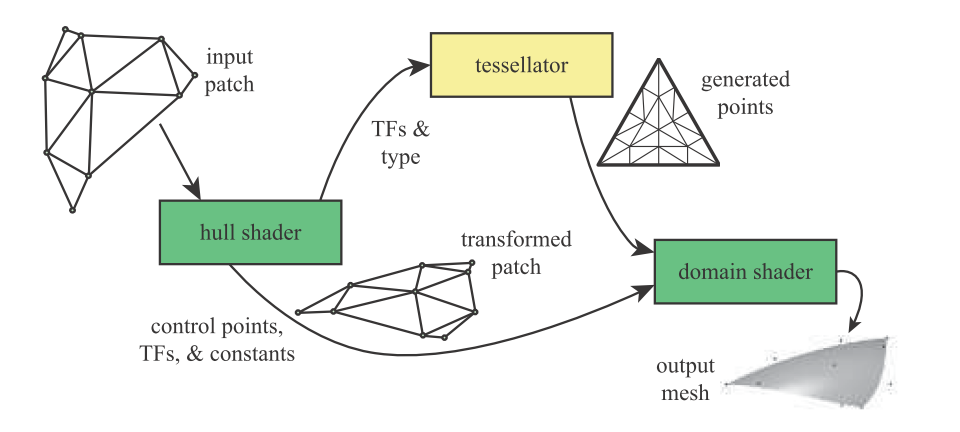 input
patch
tessellator
generated
points
TFs &
type
hull shader
transformed
patch
domain shader
control points,
TFs, & constants
output
mesh